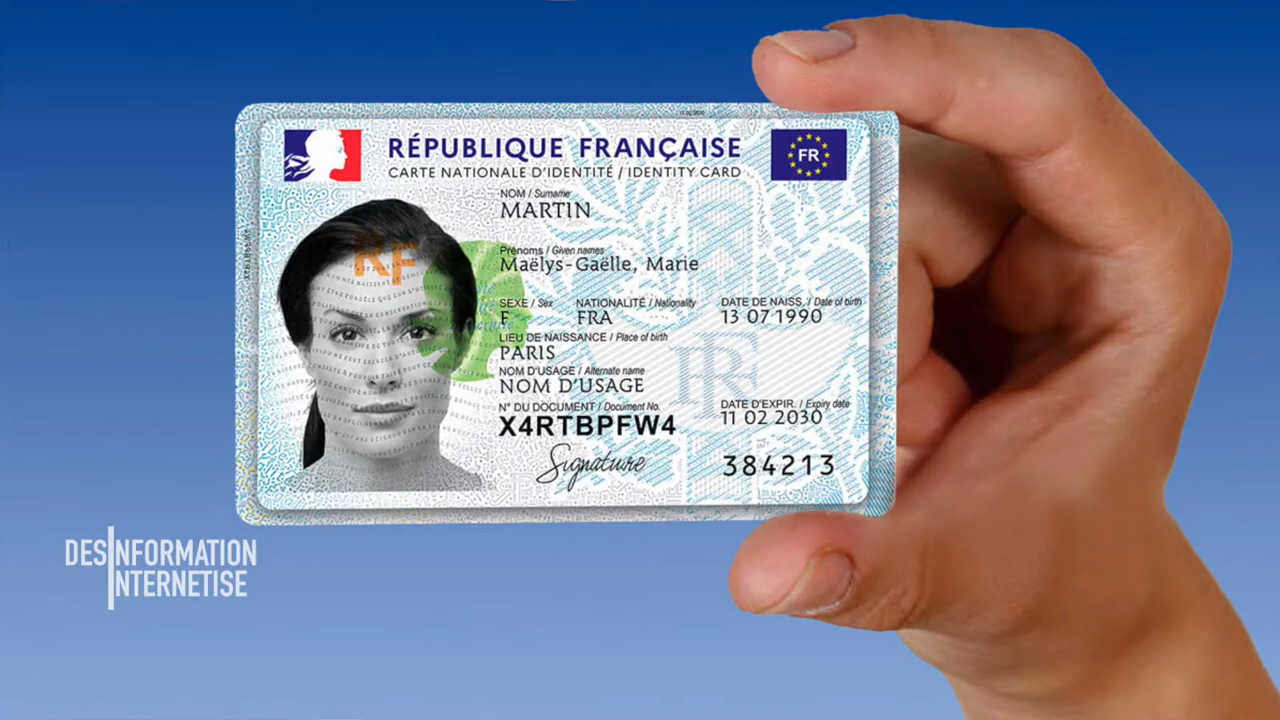 RÉPUBLIQUE FRANÇAISE
FR
CARTE NATIONALE D'IDENTITÉ / IDENTITY CARD
NOM / Surname
MARTIN
Prénoms / Given names
Maëlys-Gaëlle, Marie
SEXE / Sex NATIONALITÉ / Nationality DATE DE NAISS. / Date of birth
F FRA 13 07 1990
LIEU DE NAISSANCE / Place of birth
PARIS
NOM D'USAGE / Alternate name
NOM D'USAGE
N° DU DOCUMENT / Document No. DATE D'EXPIR. / Expiry date
X4RTBPFW4 11 02 2030
Signature 384213
RF
RF
DESINFORMATION
INTERNETISE